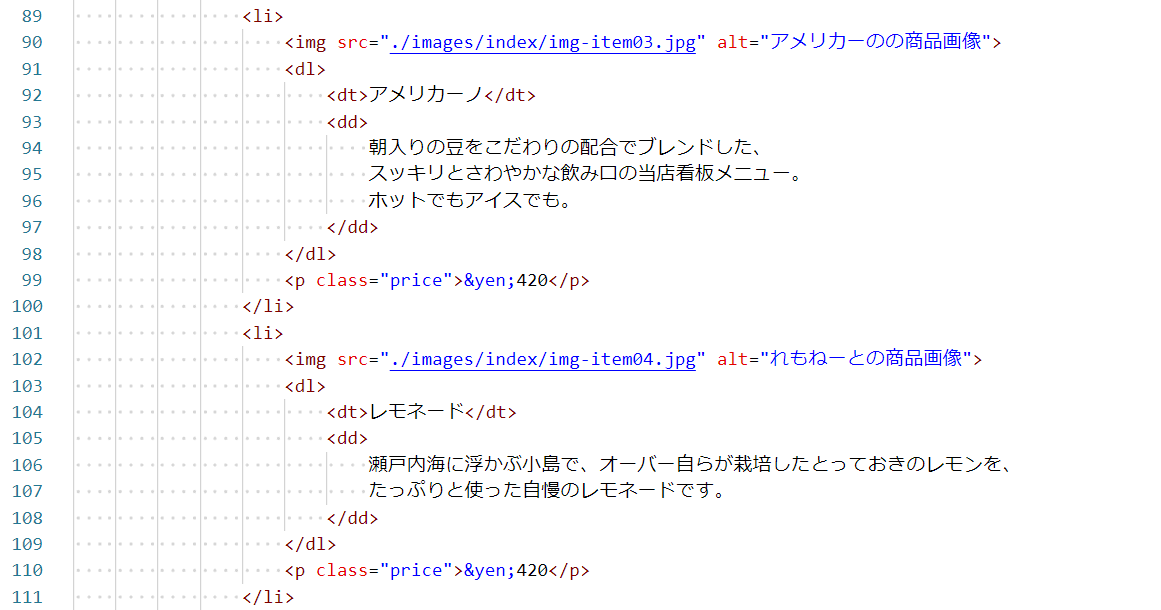 89 <li>
90 <img src="./images/index/img-item03.jpg" alt="アメリカーのの商品画像">
91 <dl>
92 <dt>アメリカーノ</dt>
93 <dd>
94 朝入りの豆をこだわりの配合でブレンドした、
95 スッキリとさわやかな飲み口の当店看板メニュー。
96 ホットでもアイスでも。
97 </dd>
98 </dl>
99 <p class="price">&yen;420</p>
100 </li>
101 <li>
102 <img src="./images/index/img-item04.jpg" alt="れもねーとの商品画像">
103 <dl>
104 <dt>レモネード</dt>
105 <dd>
106 瀬戸内海に浮かぶ小島で、オーバー自らが栽培したとっておきのレモンを、
107 たっぷりと使った自慢のレモネードです。
108 </dd>
109 </dl>
110 <p class="price">&yen;420</p>
111 </li>